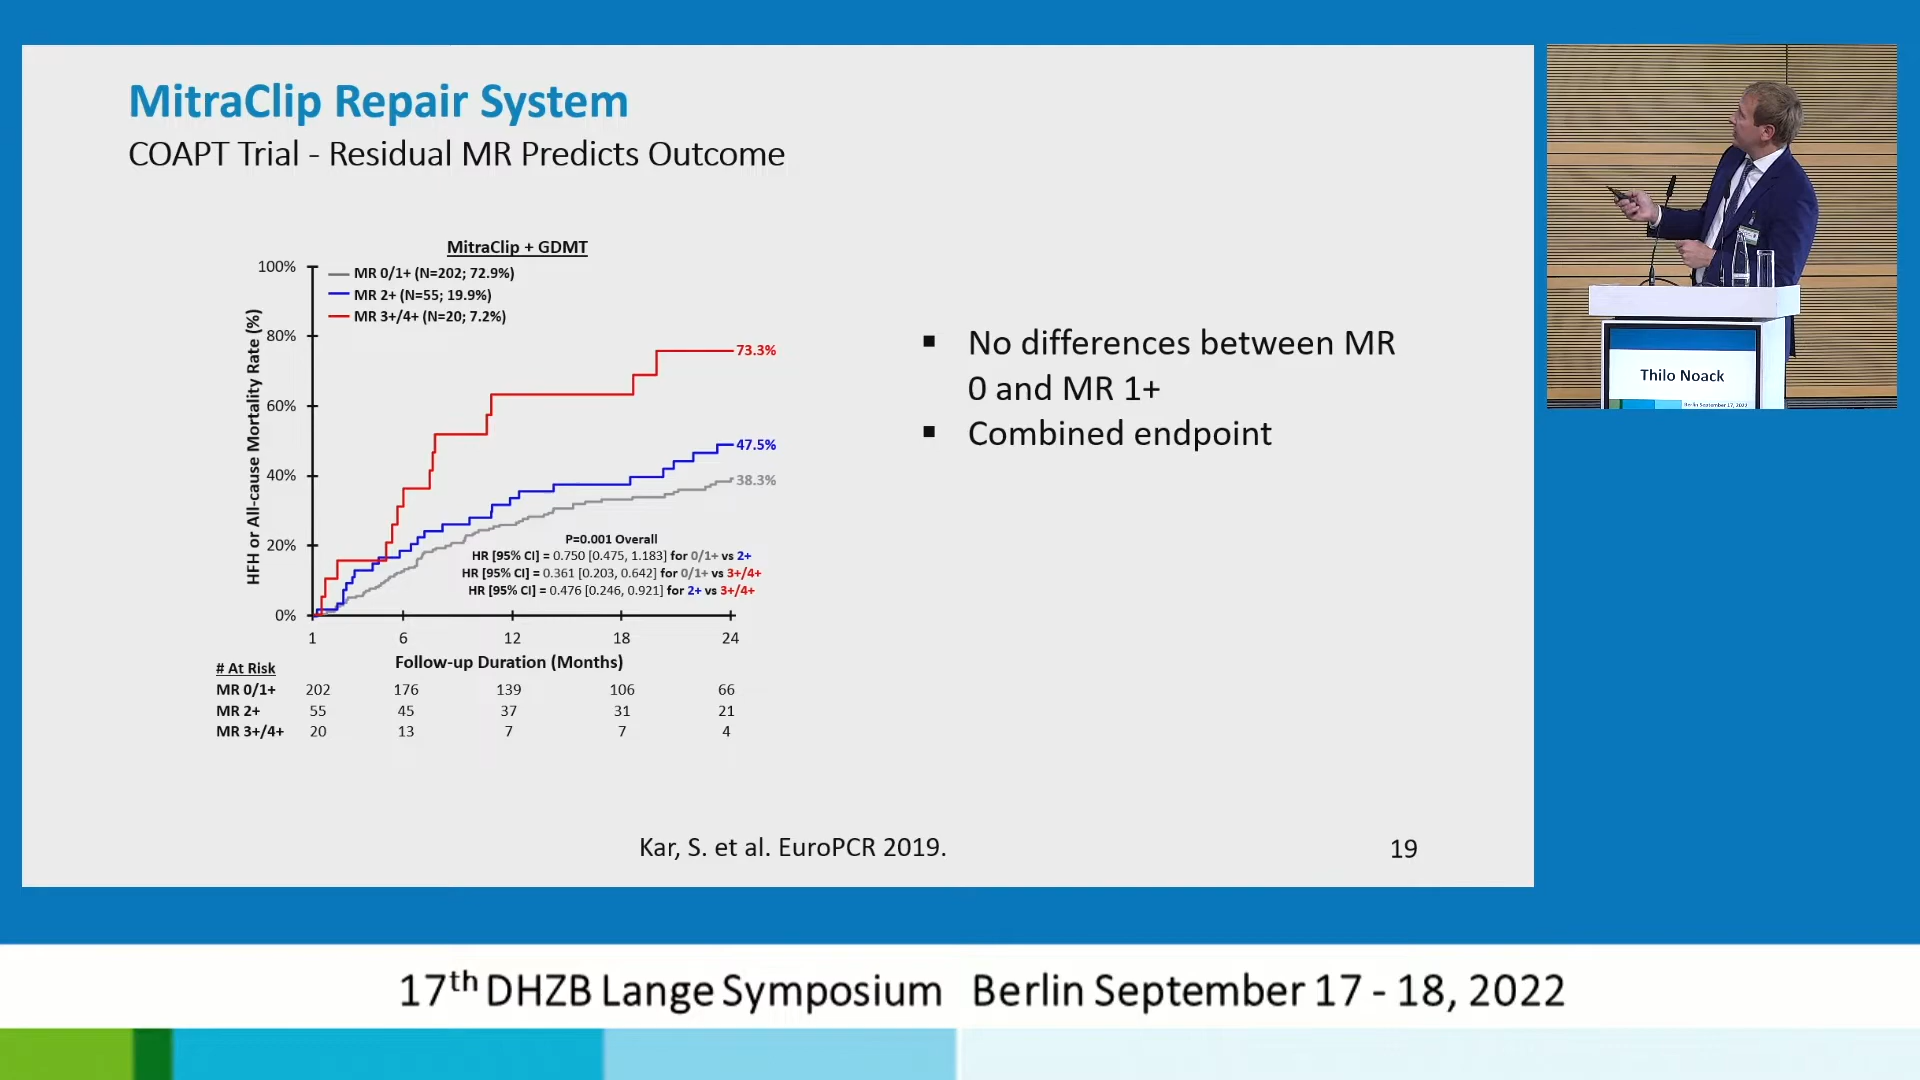 MitraClip Repair System
COAPT Trial - Residual MR Predicts Outcome
MitraClip + GDMT
MR 0/1+ (N=202; 72.9%)
MR 2+ (N=55; 19.9%)
MR 3+/4+ (N=20; 7.2%)
HFH or All-cause Mortality Rate (%)
100%
80%
60%
40%
20%
0%
73.3%
47.5%
38.3%
P=0.001 Overall
HR [95% CI] = 0.750 [0.475, 1.183] for 0/1+ vs 2+
HR [95% CI] = 0.361 [0.203, 0.642] for 0/1+ vs 3+/4+
HR [95% CI] = 0.476 [0.246, 0.921] for 2+ vs 3+/4+
1 6 12 18 24
Follow-up Duration (Months)
# At Risk
MR 0/1+ 202 176 139 106 66
MR 2+ 55 45 37 31 21
MR 3+/4+ 20 13 7 7 4
▪ No differences between MR
0 and MR 1+
▪ Combined endpoint
Kar, S. et al. EuroPCR 2019.
19
Thilo Noack
Berlin September 17, 2022
17th DHZB Lange Symposium Berlin September 17 - 18, 2022